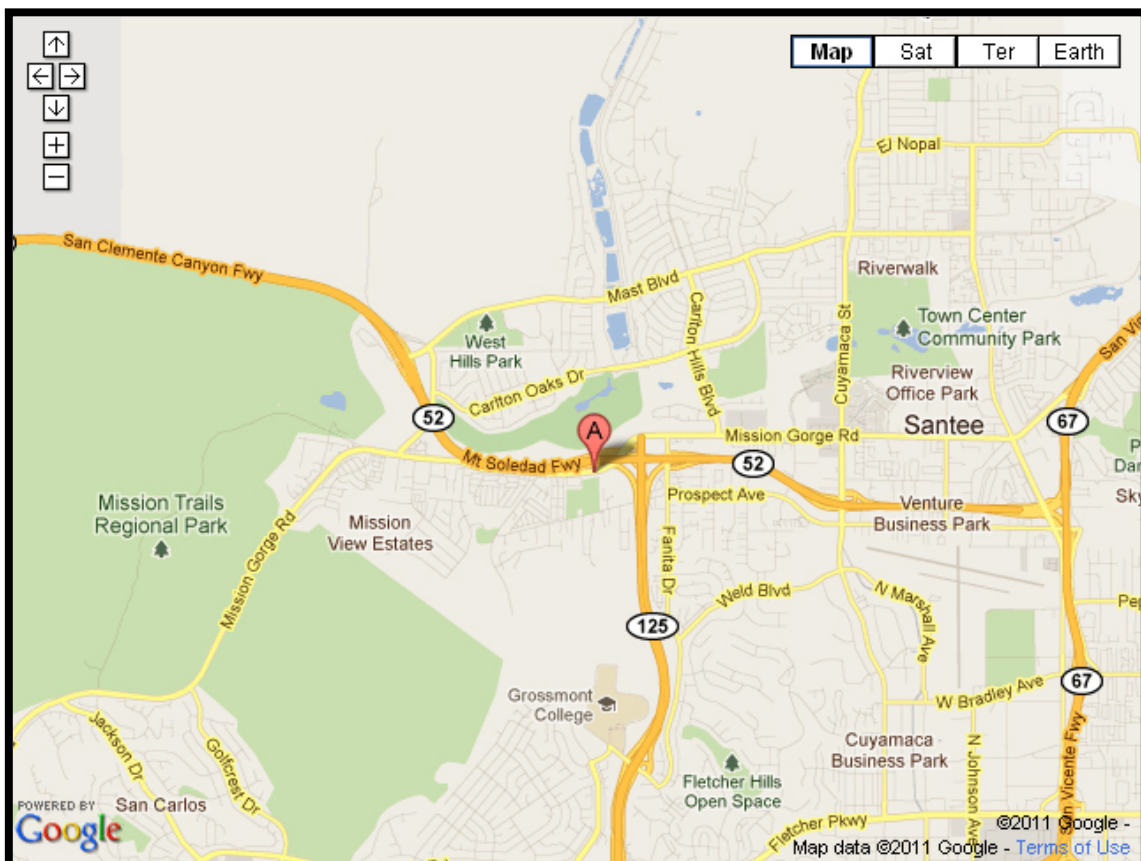 Map
Sat
Ter
Earth
El Nopal
San Clemente Canyon Fwy
Riverwalk
Mast Blvd
Carlton Hills Blvd
Cuyamaca St
Town Center
Community Park
West
Hills Park
Riverview
Office Park
Carlton Oaks Dr
52
A
Mission Gorge Rd
Santee
67
Mt Soledad Fwy
52
Prospect Ave
Venture
Business Park
Mission Trails
Regional Park
Mission
View Estates
Mission Gorge Rd
Fanita Dr
Weld Blvd
N Marshall Ave
125
67
Grossmont
College
W Bradley Ave
Jackson Dr
Golfcrest Dr
Cuyamaca
Business Park
N Johnson Ave
San Vicente Fwy
Fletcher Hills
Open Space
San Carlos
POWERED BY
Google
Fletcher Pkwy
©2011 Google -
Map data ©2011 Google - Terms of Use